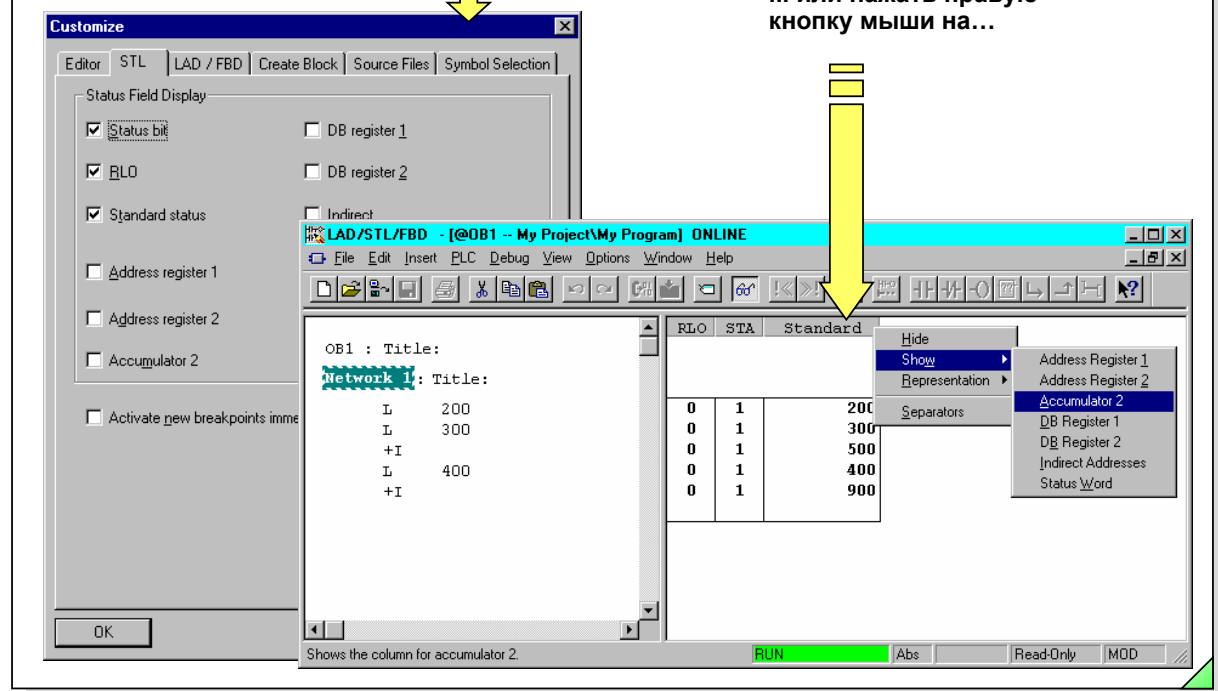 ... или нажать правую
кнопку мыши на…
Customize
Editor STL LAD / FBD Create Block Source Files Symbol Selection
Status Field Display
Status bit
DB register 1
RLO
DB register 2
Standard status
Indirect
Address register 1
Address register 2
Accumulator 2
Activate new breakpoints imme
OK
LAD/STL/FBD - [@OB1 -- My Project\My Program] ONLINE
File Edit Insert PLC Debug View Options Window Help
OB1 : Title:
Network 1: Title:
L 200
L 300
+I
L 400
+I
RLO STA Standard
0 1 200
0 1 300
0 1 500
0 1 400
0 1 900
Hide
Show
Representation
Separators
Address Register 1
Address Register 2
Accumulator 2
DB Register 1
DB Register 2
Indirect Addresses
Status Word
Shows the column for accumulator 2.
RUN
Abs
Read-Only
MOD